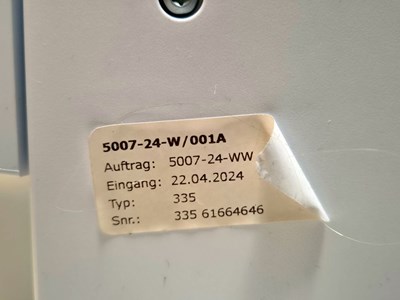 5007-24-W/001A
Auftrag: 5007-24-WW
Eingang: 22.04.2024
Typ: 335
Snr.: 335 61664646